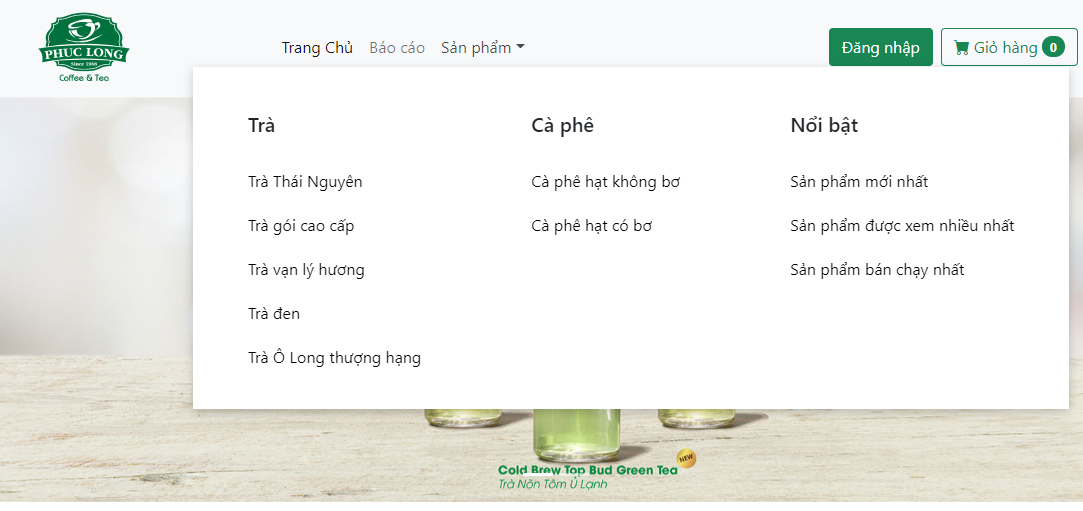 PHUC LONG
Since 1968
Coffee & Tea
Trang Chủ Báo cáo Sản phẩm
Đăng nhập
Giỏ hàng 0
Trà
Trà Thái Nguyên
Trà gói cao cấp
Trà vạn lý hương
Trà đen
Trà Ô Long thượng hạng
Cà phê
Cà phê hạt không bơ
Cà phê hạt có bơ
Nổi bật
Sản phẩm mới nhất
Sản phẩm được xem nhiều nhất
Sản phẩm bán chạy nhất
Cold Brew Top Bud Green Tea
NEW
Trà Nõn Tôm Ủ Lạnh